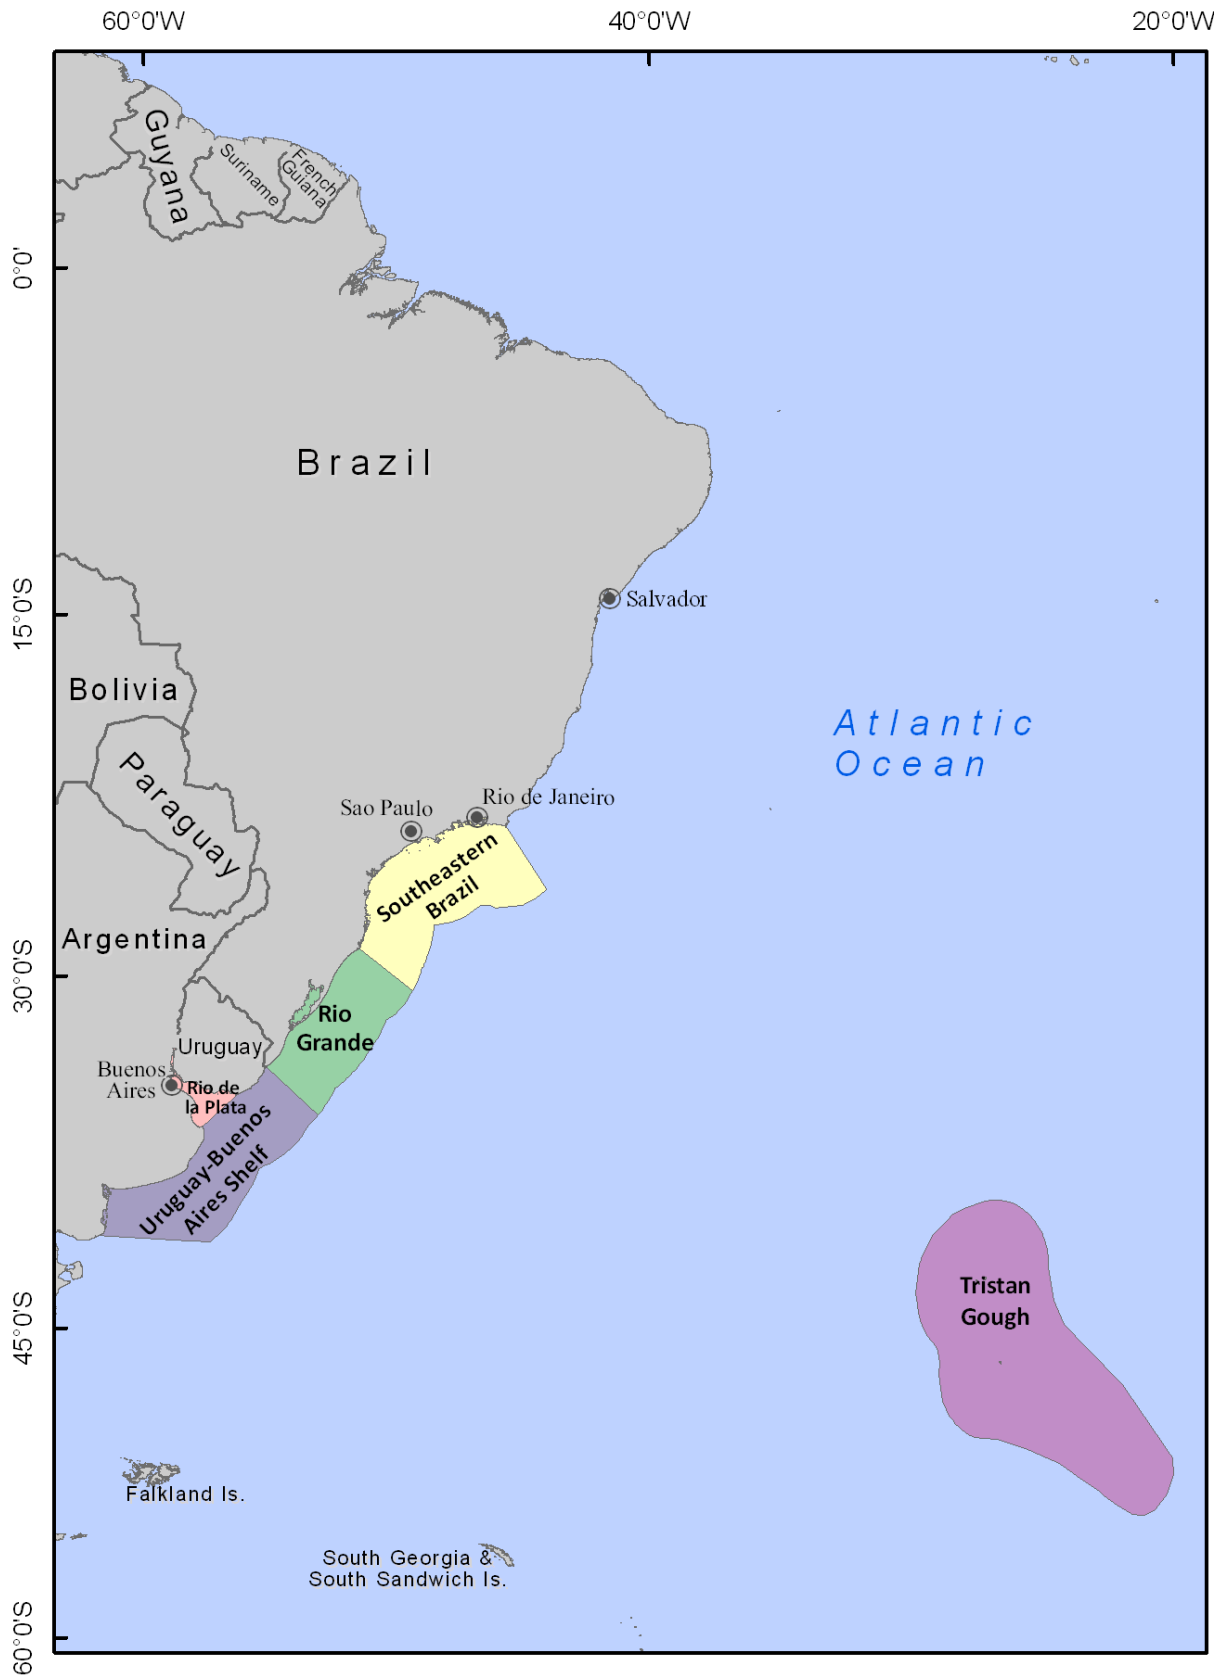 60°0'W
40°0'W
20°0'W
Guyana
Suriname
French
Guiana
0°0'
Brazil
15°0'S
Salvador
Bolivia
Atlantic
Ocean
Paraguay
Sao Paulo
Rio de Janeiro
Southeastern
Brazil
Argentina
30°0'S
Rio
Grande
Uruguay
Buenos
Aires
Rio de
la Plata
Uruguay-Buenos
Aires Shelf
Tristan
Gough
45°0'S
Falkland Is.
South Georgia &
South Sandwich Is.
60°0'S